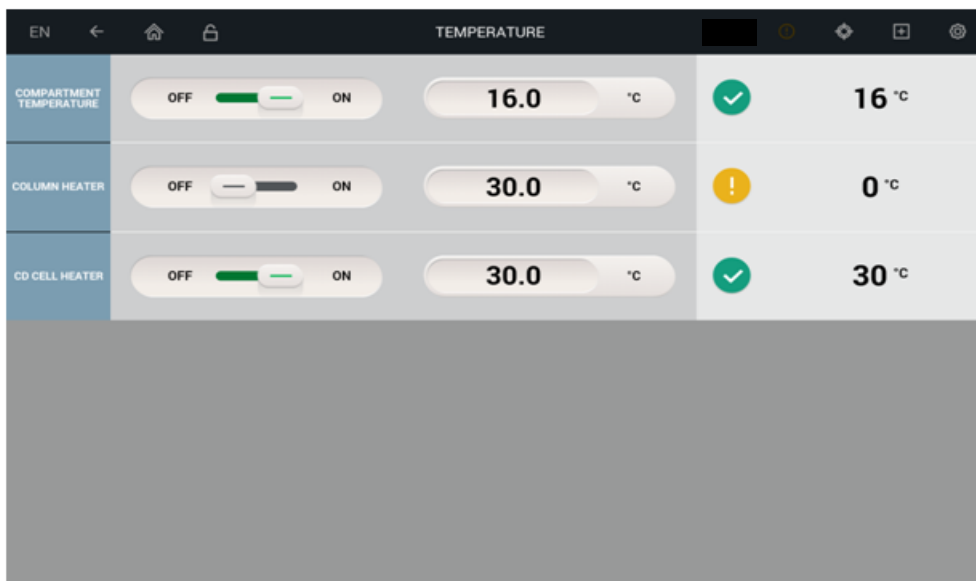 EN
TEMPERATURE
COMPARTMENT
TEMPERATURE
OFF ON
16.0 °C
16 °C
COLUMN HEATER
OFF ON
30.0 °C
0 °C
CD CELL HEATER
OFF ON
30.0 °C
30 °C